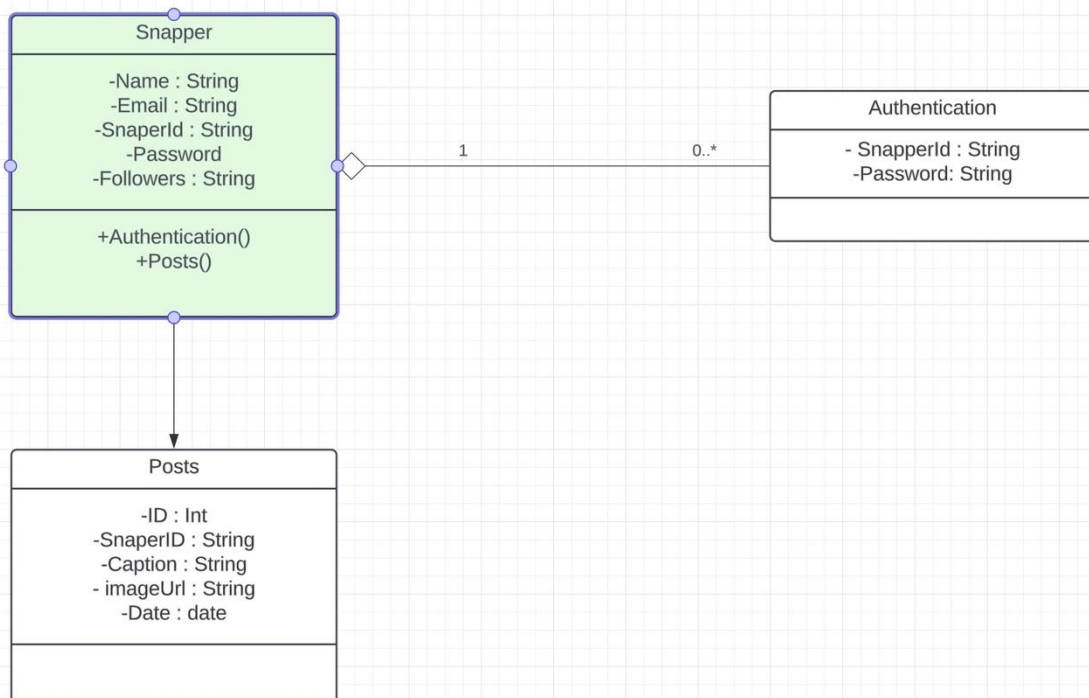 Snapper
-Name : String
-Email : String
-SnaperId : String
-Password
-Followers : String
+Authentication()
+Posts()
1
0..*
Authentication
- SnapperId : String
-Password: String
Posts
-ID : Int
-SnaperID : String
-Caption : String
- imageUrl : String
-Date : date